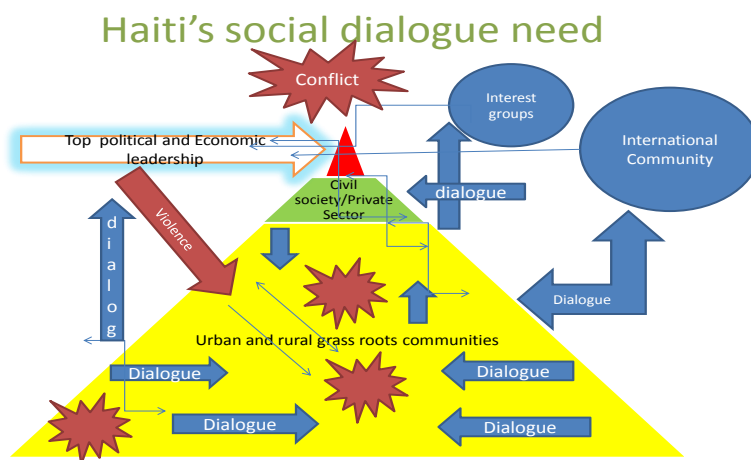 Haiti's social dialogue need
Conflict
Interest
groups
International
Community
Top political and Economic
leadership
Civil
society/Private
Sector
dialogue
Violence
d
i
a
l
o
g
Dialogue
Urban and rural grass roots communities
Dialogue
Dialogue
Dialogue
Dialogue